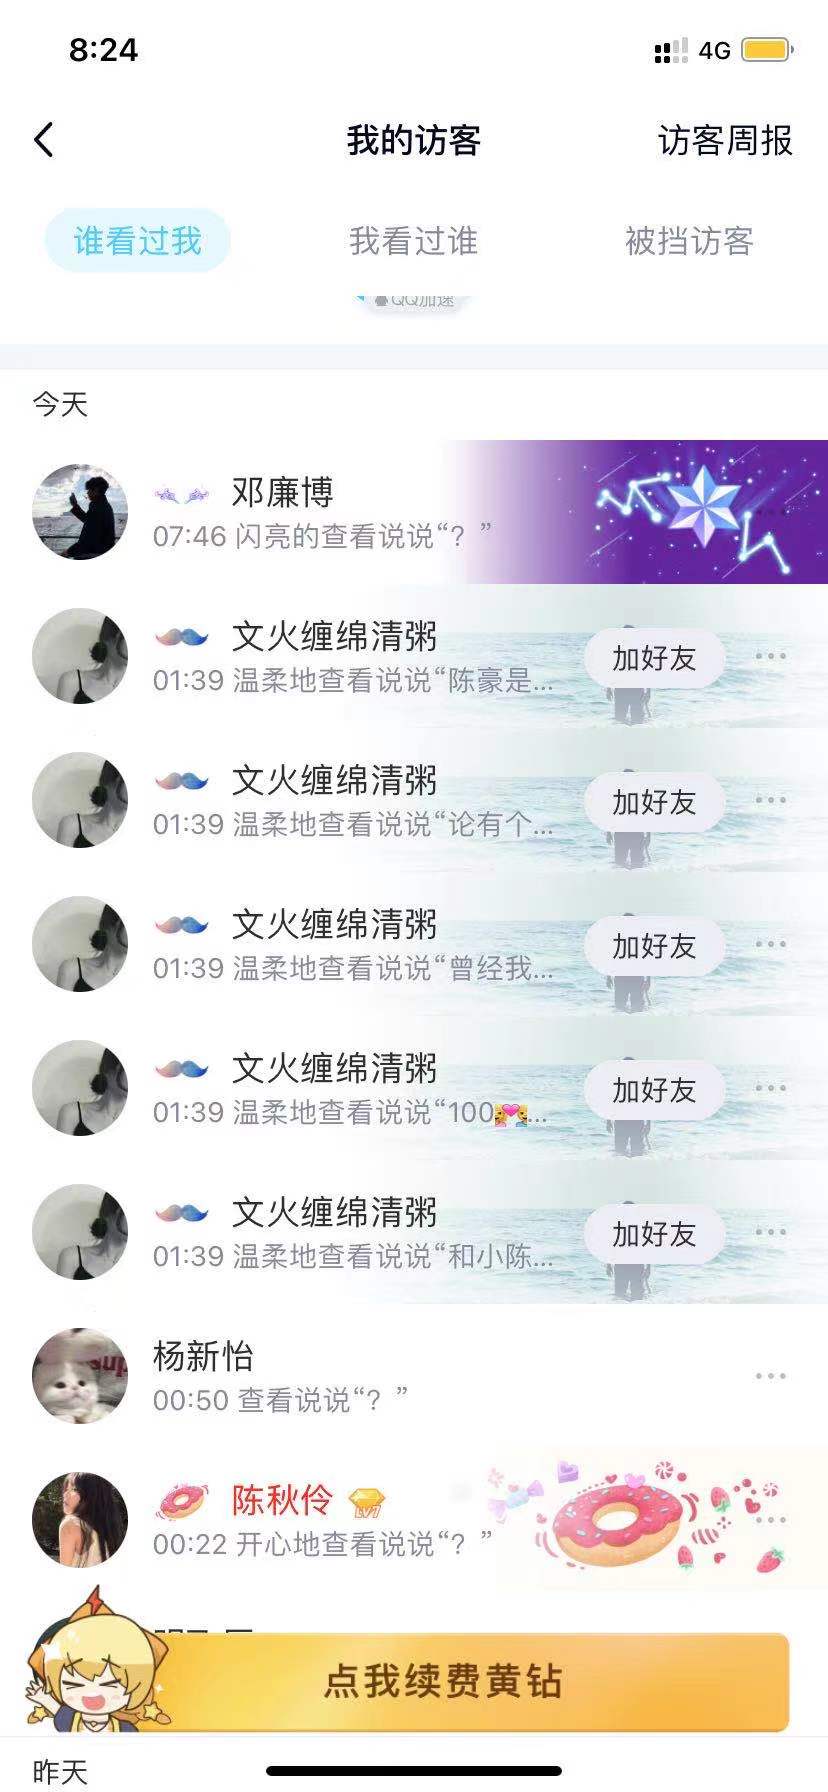 8:24
4G
我的访客
访客周报
谁看过我
我看过谁
被挡访客
QQ加速
今天
邓廉博
07:46 闪亮的查看说说“？”
文火缠绵清粥
01:39 温柔地查看说说“陈豪是...
加好友
文火缠绵清粥
01:39 温柔地查看说说“论有个...
加好友
文火缠绵清粥
01:39 温柔地查看说说“曾经我...
加好友
文火缠绵清粥
01:39 温柔地查看说说“100💏...
加好友
文火缠绵清粥
01:39 温柔地查看说说“和小陈...
加好友
杨新怡
00:50 查看说说“？”
陈秋伶 LV7
00:22 开心地查看说说“？”
点我续费黄钻
昨天